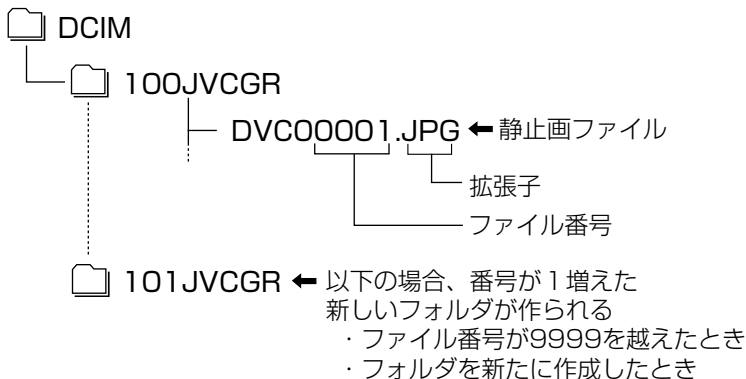 DCIM
100JVCGR
DVC00001.JPG ← 静止画ファイル
拡張子
ファイル番号
101JVCGR ← 以下の場合、番号が1増えた
新しいフォルダが作られる
・ファイル番号が9999を越えたとき
・フォルダを新たに作成したとき